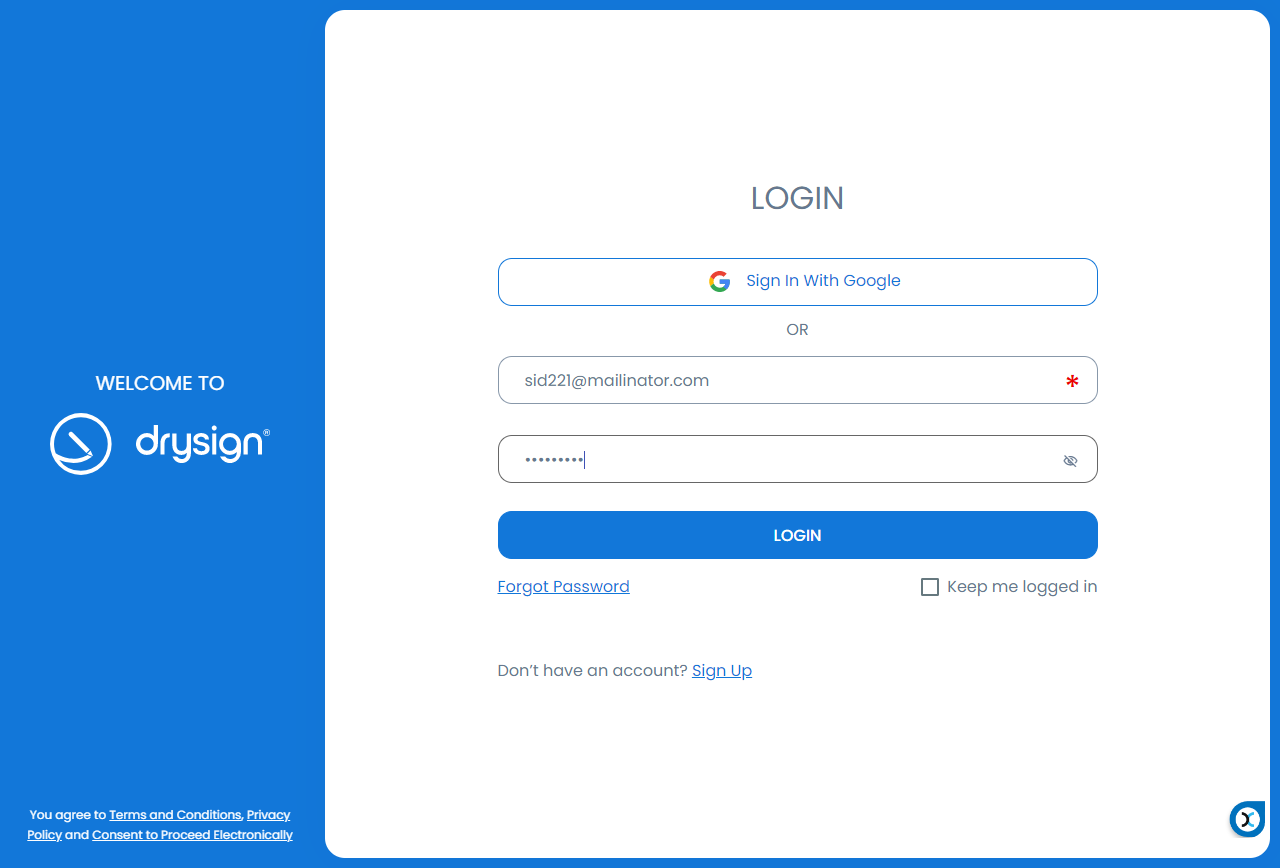 WELCOME TO
drysign®
You agree to Terms and Conditions, Privacy
Policy and Consent to Proceed Electronically
LOGIN
Sign In With Google
OR
sid221@mailinator.com *
•••••••••
LOGIN
Forgot Password
Keep me logged in
Don’t have an account? Sign Up